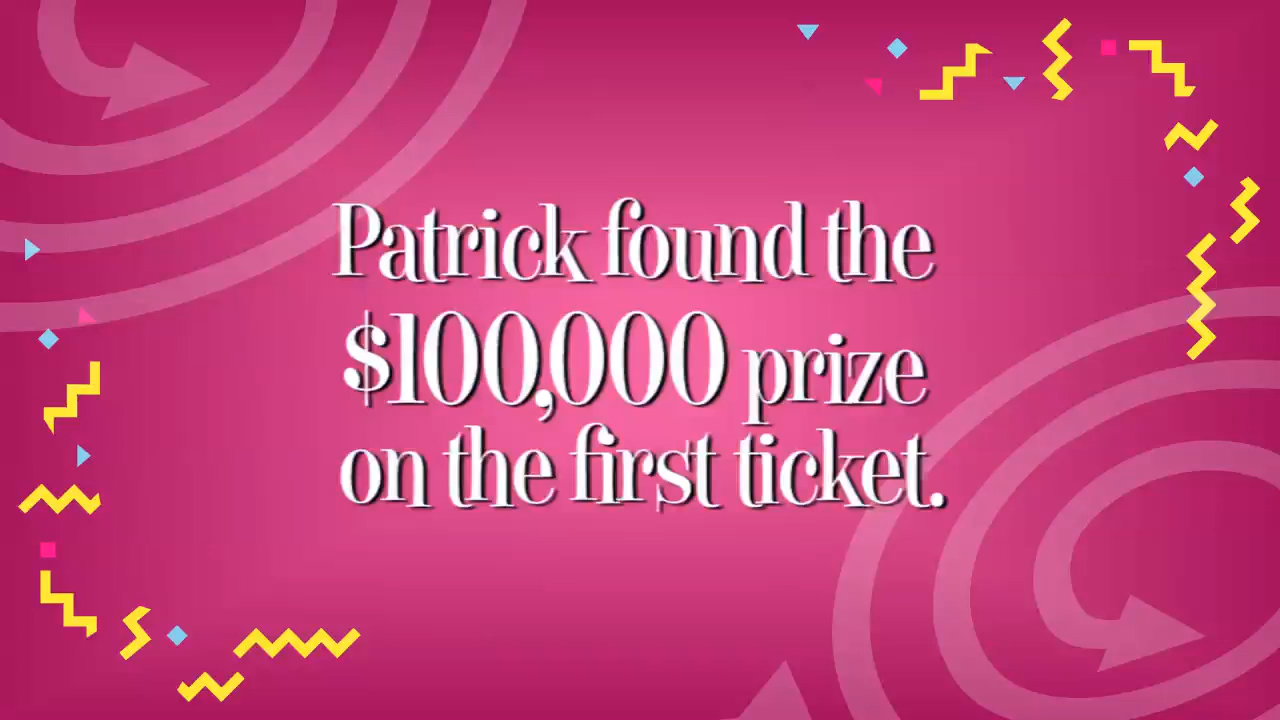 Patrick found the
$100,000 prize
on the first ticket.